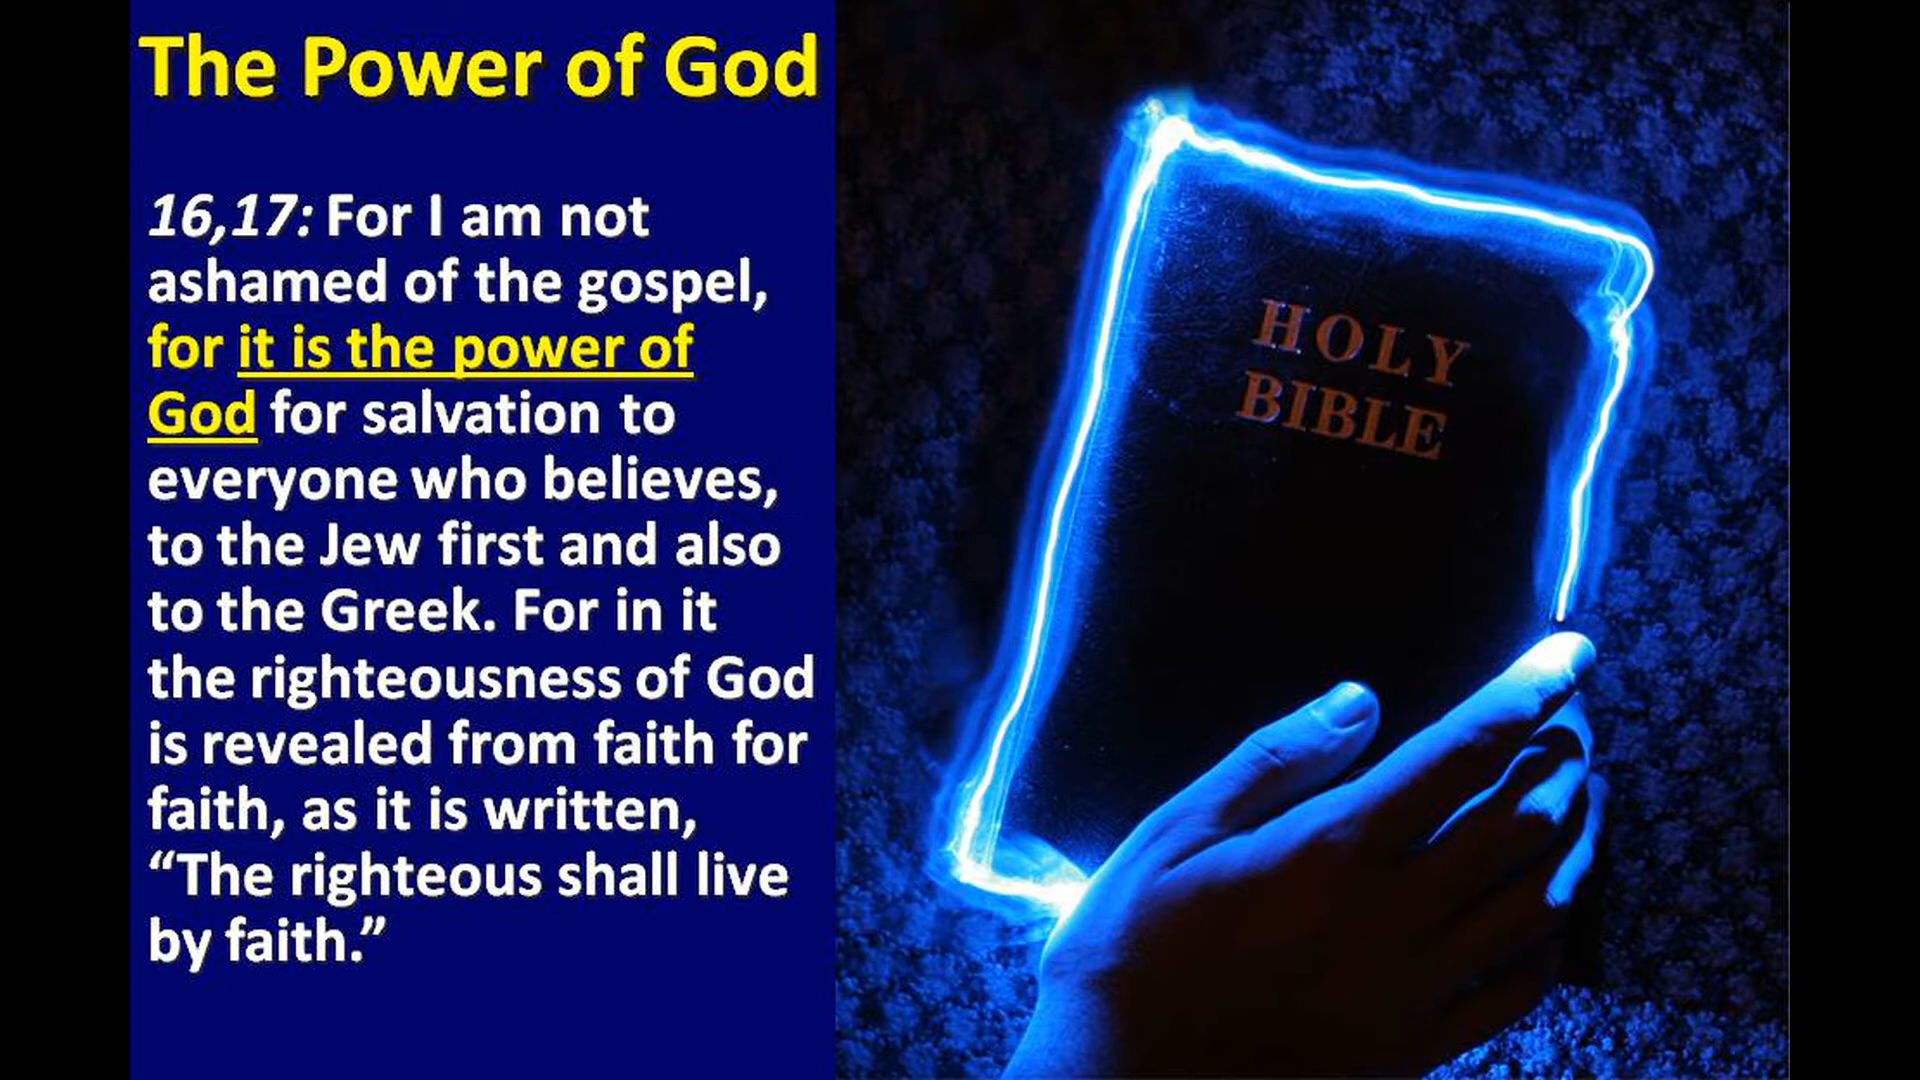 The Power of God
16,17: For I am not
ashamed of the gospel,
for it is the power of
God for salvation to
everyone who believes,
to the Jew first and also
to the Greek. For in it
the righteousness of God
is revealed from faith for
faith, as it is written,
“The righteous shall live
by faith.”
HOLY
BIBLE